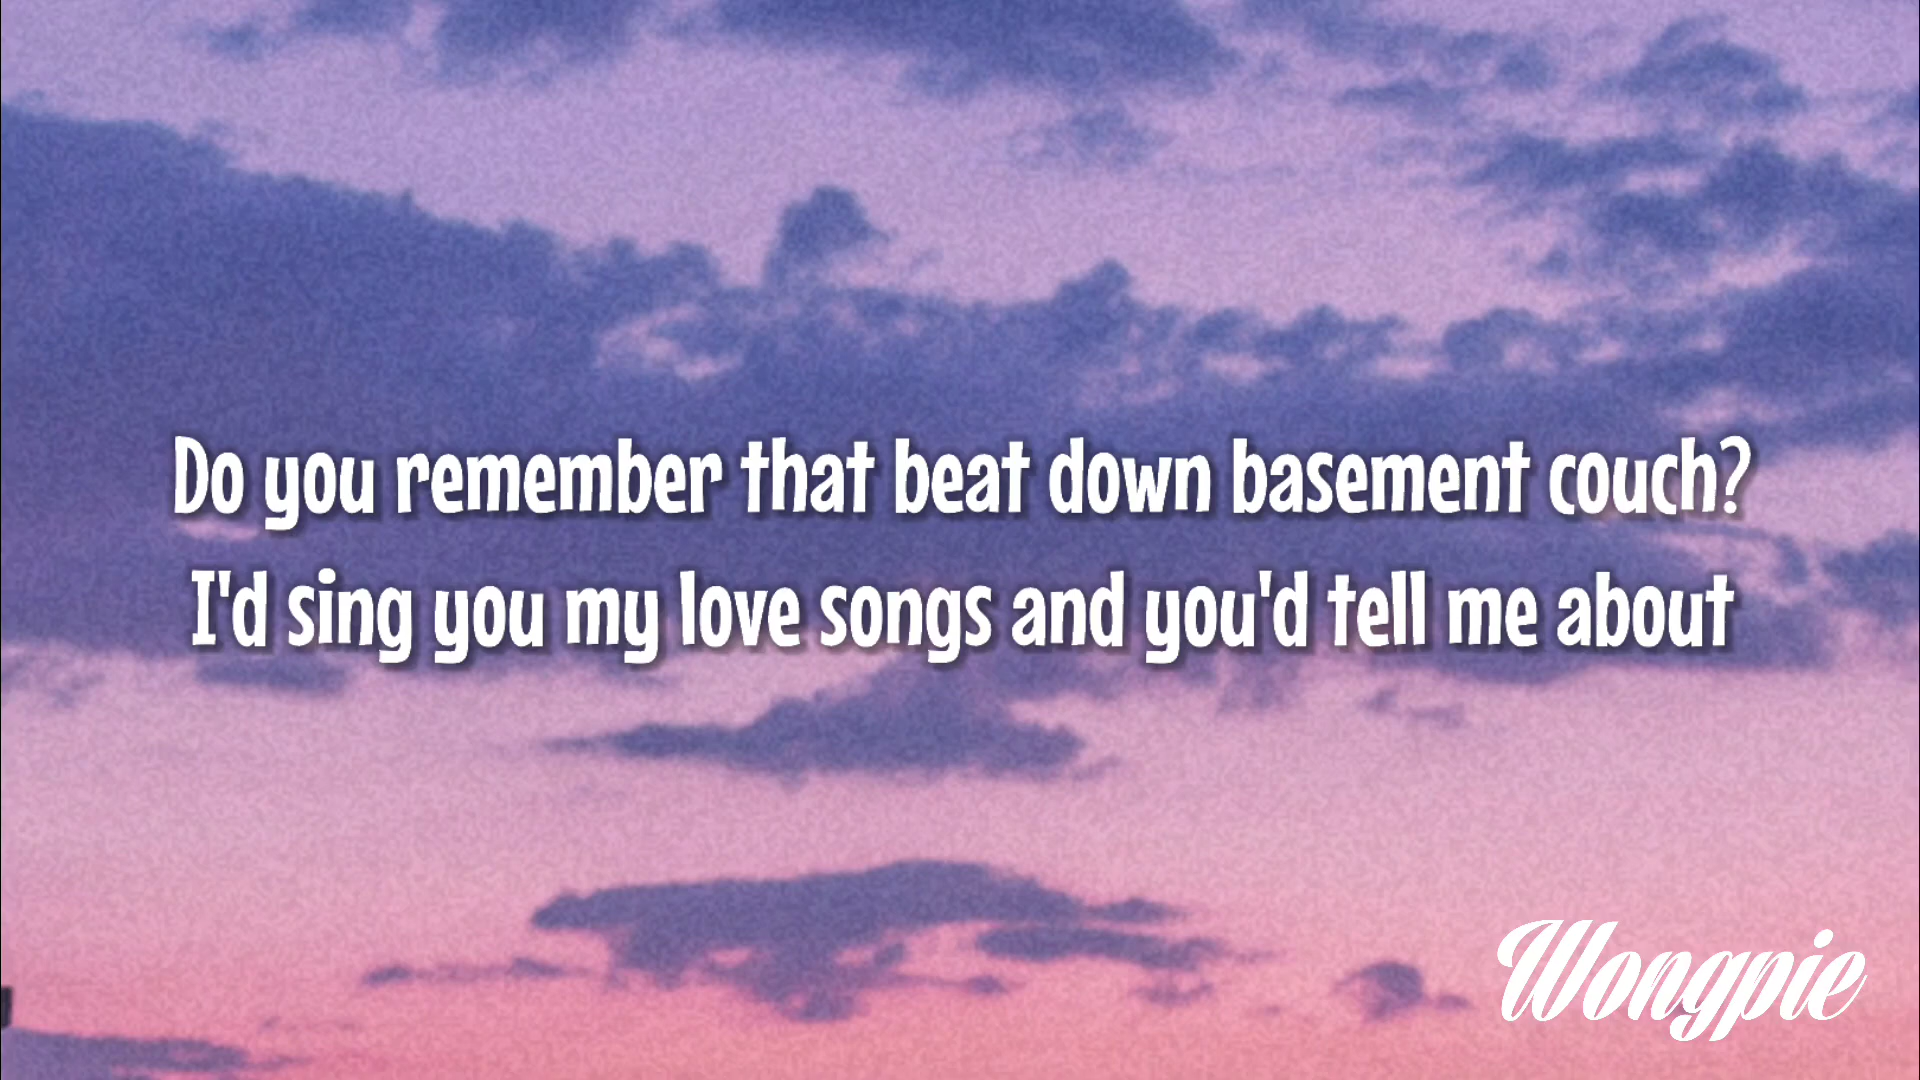 Do you remember that beat down basement couch?
I'd sing you my love songs and you'd tell me about
Wongpie